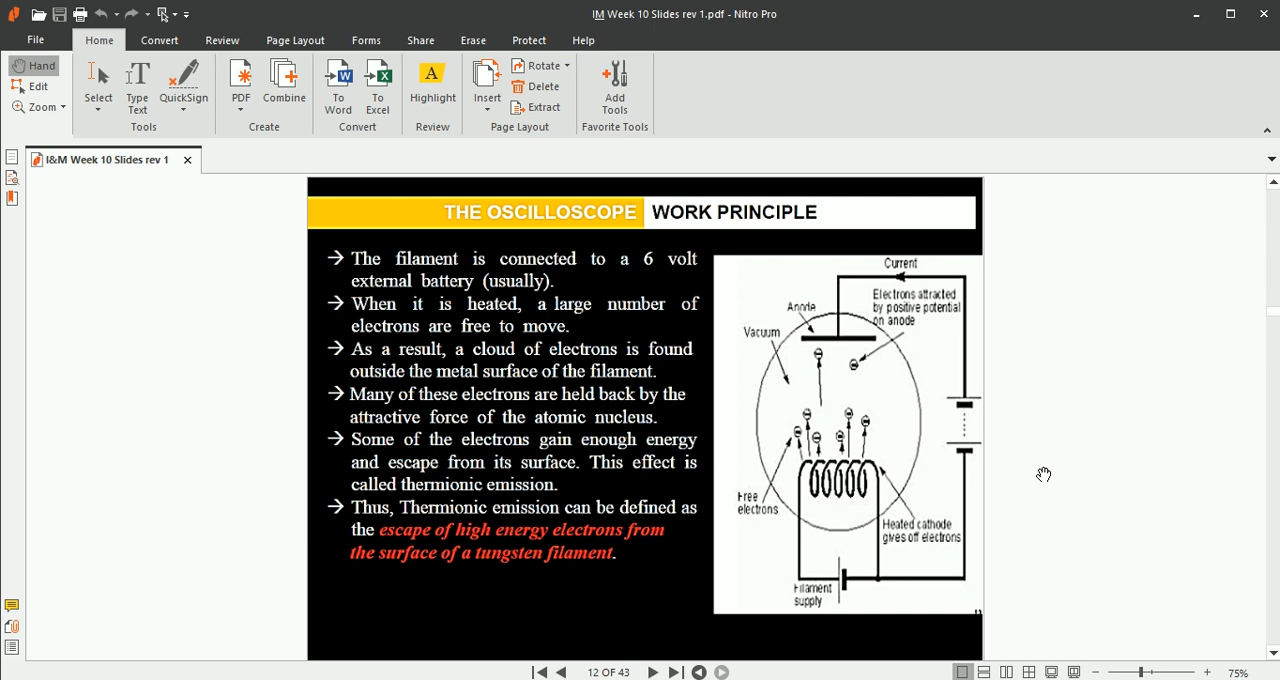 IM Week 10 Slides rev 1.pdf - Nitro Pro
File Home Convert Review Page Layout Forms Share Erase Protect Help
Hand
Edit
Zoom
Select
Type Text
QuickSign
Tools
PDF
Combine
Create
To Word
To Excel
Convert
Highlight
Review
Insert
Rotate
Delete
Extract
Page Layout
Add Tools
Favorite Tools
I&M Week 10 Slides rev 1
THE OSCILLOSCOPE WORK PRINCIPLE
→ The filament is connected to a 6 volt
external battery (usually).
→ When it is heated, a large number of
electrons are free to move.
→ As a result, a cloud of electrons is found
outside the metal surface of the filament.
→ Many of these electrons are held back by the
attractive force of the atomic nucleus.
→ Some of the electrons gain enough energy
and escape from its surface. This effect is
called thermionic emission.
→ Thus, Thermionic emission can be defined as
the escape of high energy electrons from
the surface of a tungsten filament.
Current
Electrons attracted
by positive potential
on anode
Anode
Vacuum
Free
electrons
Heated cathode
gives off electrons
Filament
supply
12 OF 43
75%